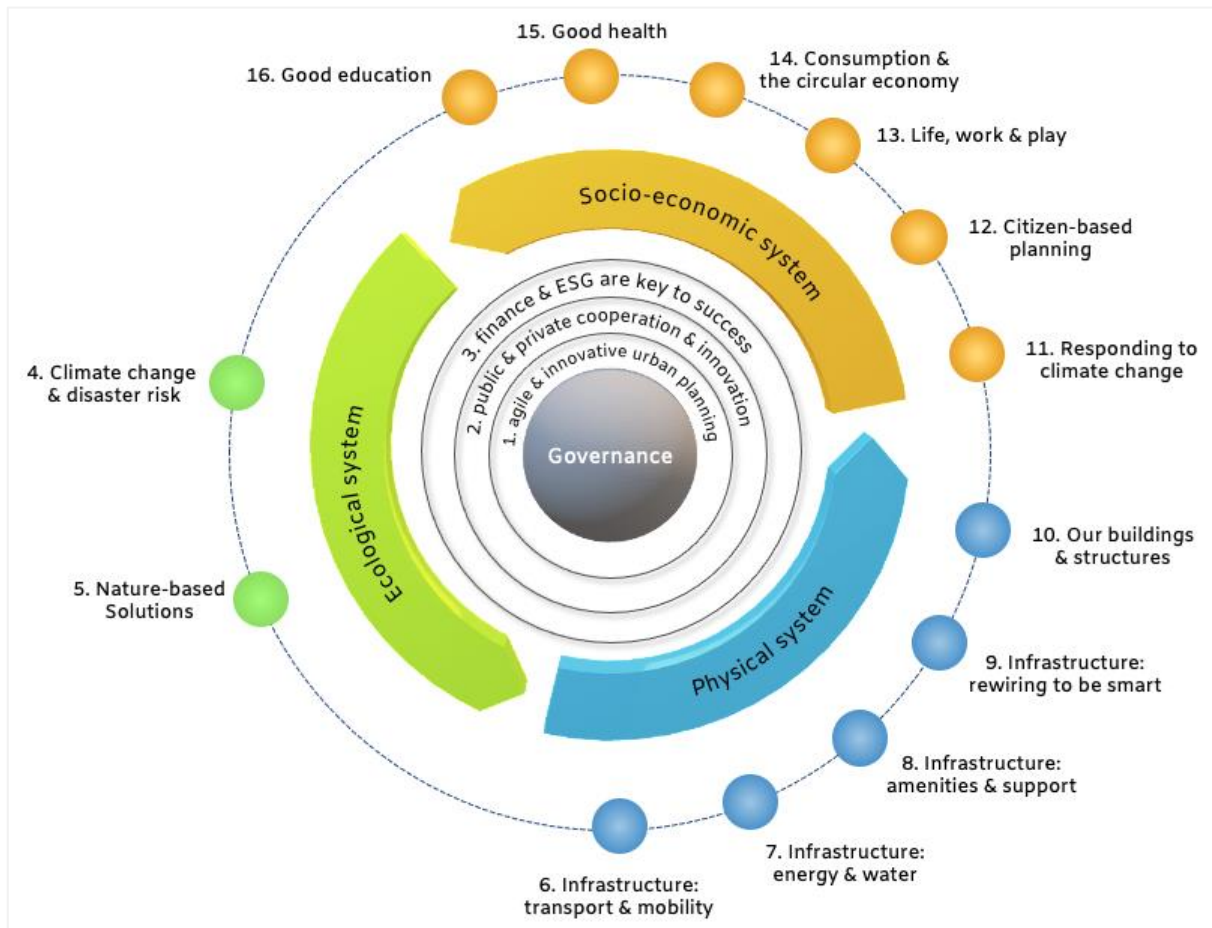 15. Good health
16. Good education
14. Consumption &
the circular economy
13. Life, work & play
12. Citizen-based
planning
11. Responding to
climate change
10. Our buildings
& structures
9. Infrastructure:
rewiring to be smart
8. Infrastructure:
amenities & support
7. Infrastructure:
energy & water
6. Infrastructure:
transport & mobility
5. Nature-based
Solutions
4. Climate change
& disaster risk
Socio-economic system
Ecological system
Physical system
3. finance & ESG are key to success
2. public & private cooperation & innovation
1. agile & innovative urban planning
Governance